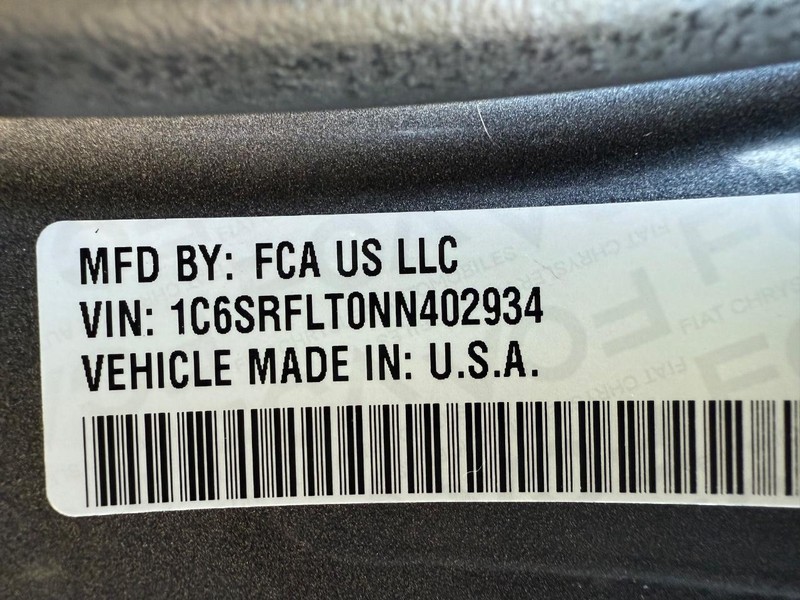 MFD BY: FCA US LLC
VIN: 1C6SRFLT0NN402934
VEHICLE MADE IN: U.S.A.